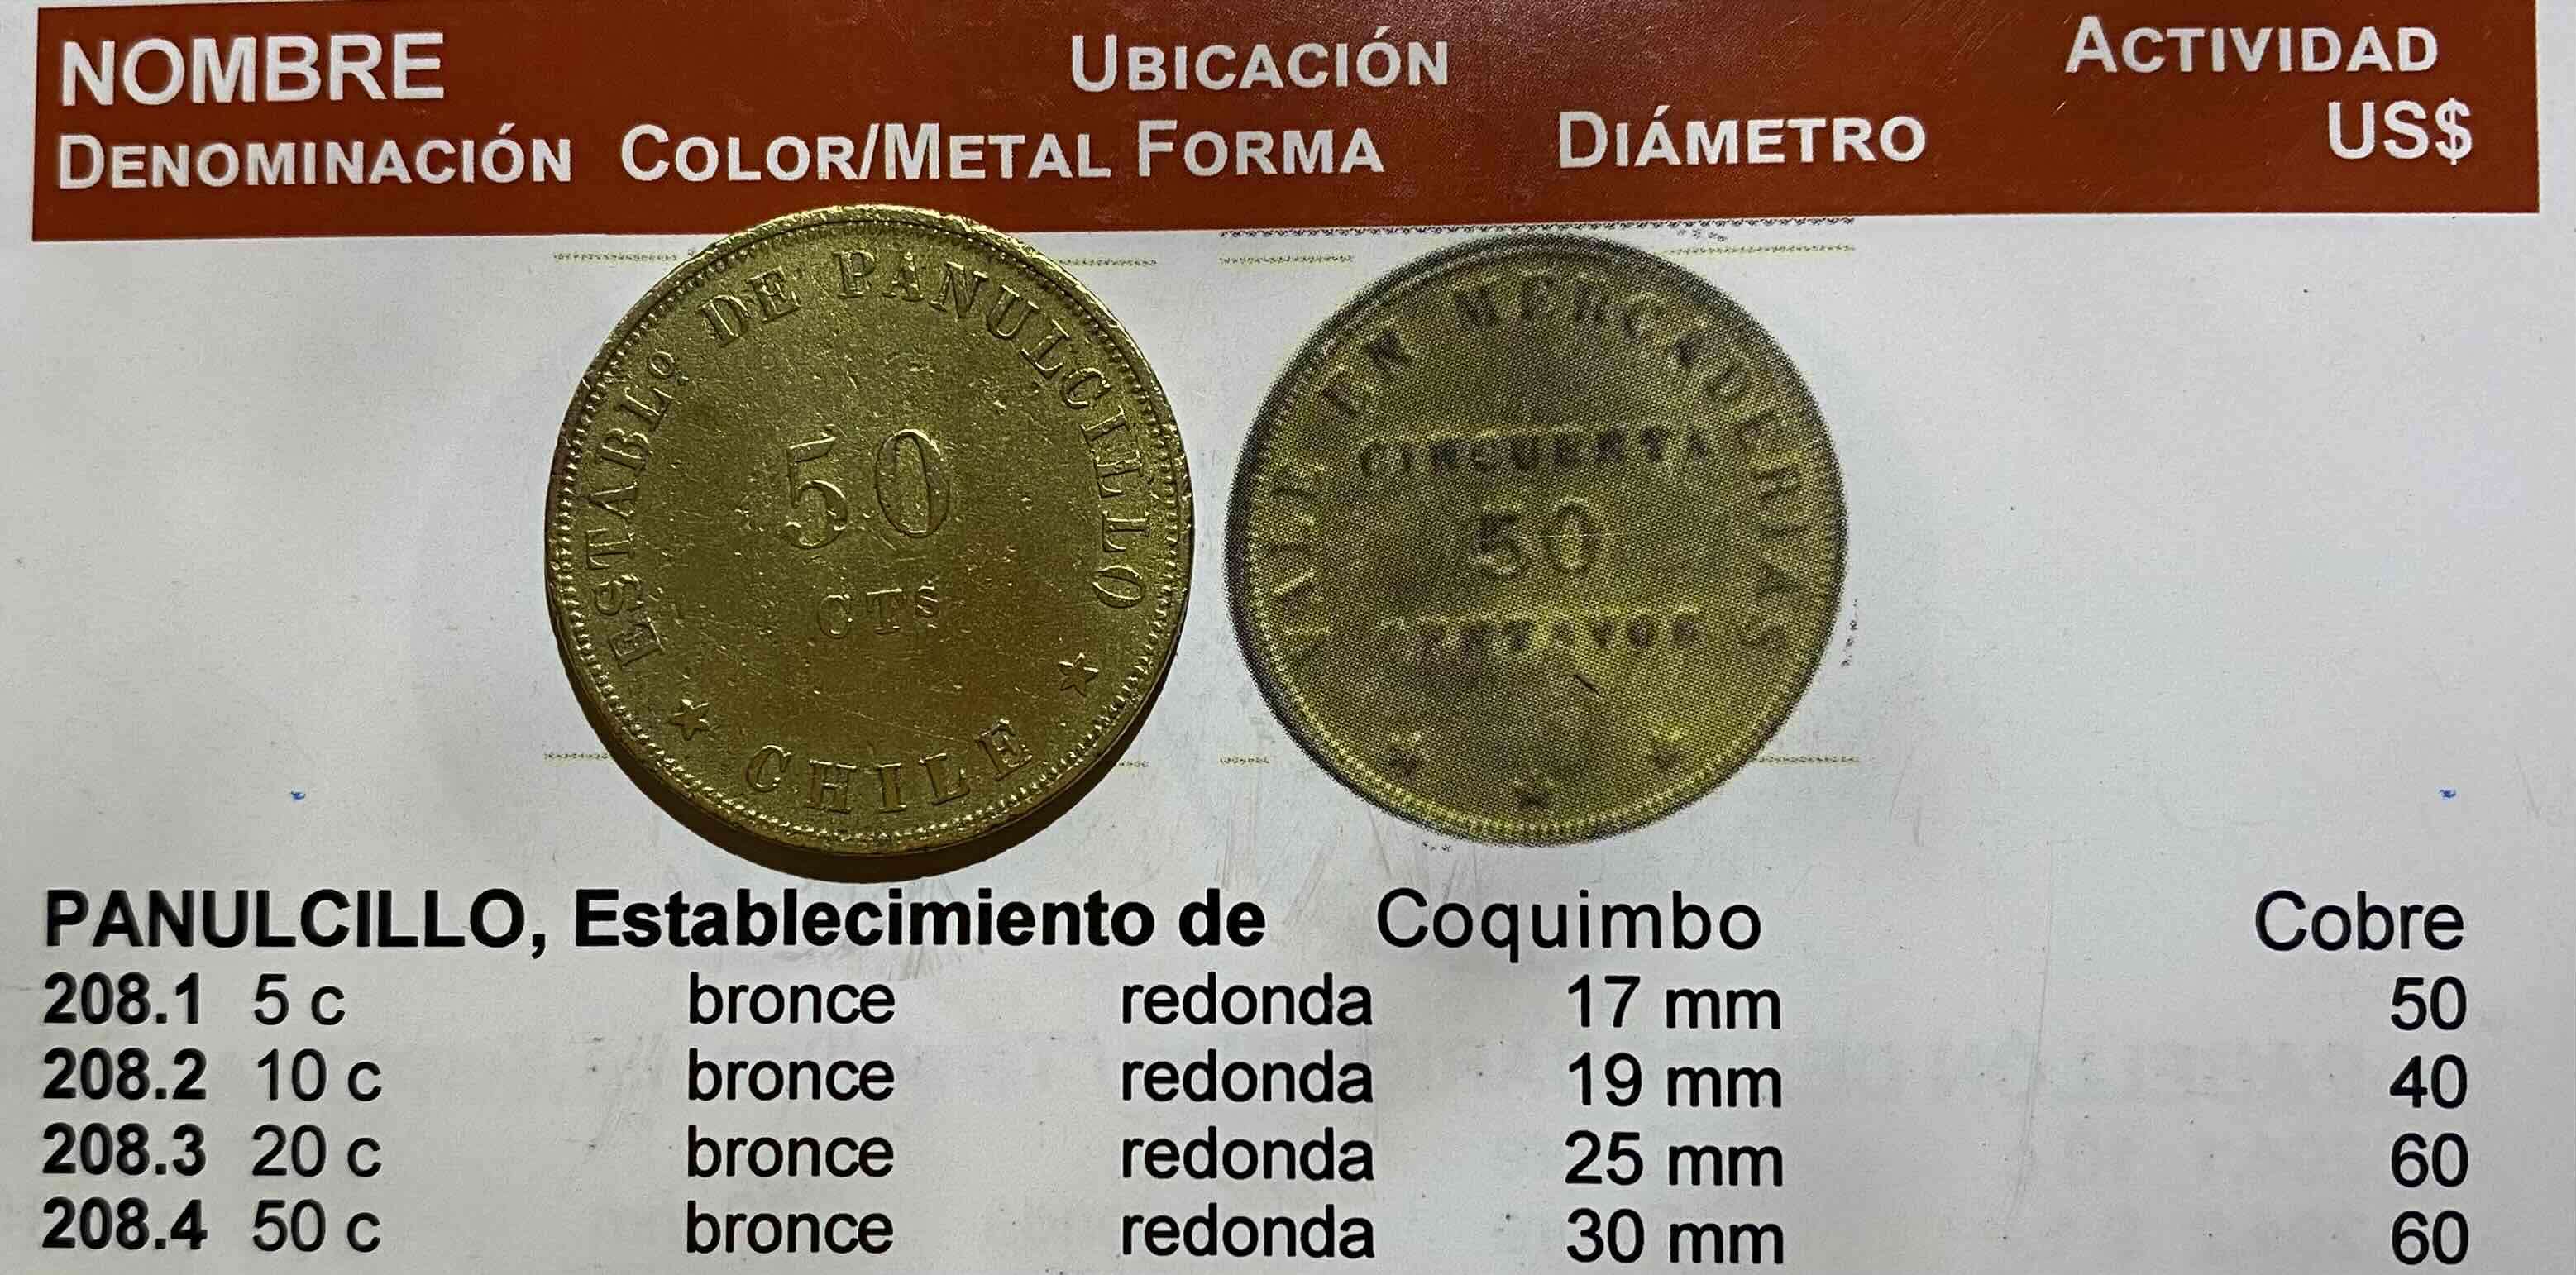 NOMBRE UBICACIÓN ACTIVIDAD
DENOMINACIÓN COLOR/METAL FORMA DIÁMETRO US$
ESTABLº DE PANULCILLO
50
CTS
CHILE
VALE EN MERCADERIAS
CINCUENTA
50
CENTAVOS
PANULCILLO, Establecimiento de Coquimbo Cobre
208.1 5 c bronce redonda 17 mm 50
208.2 10 c bronce redonda 19 mm 40
208.3 20 c bronce redonda 25 mm 60
208.4 50 c bronce redonda 30 mm 60